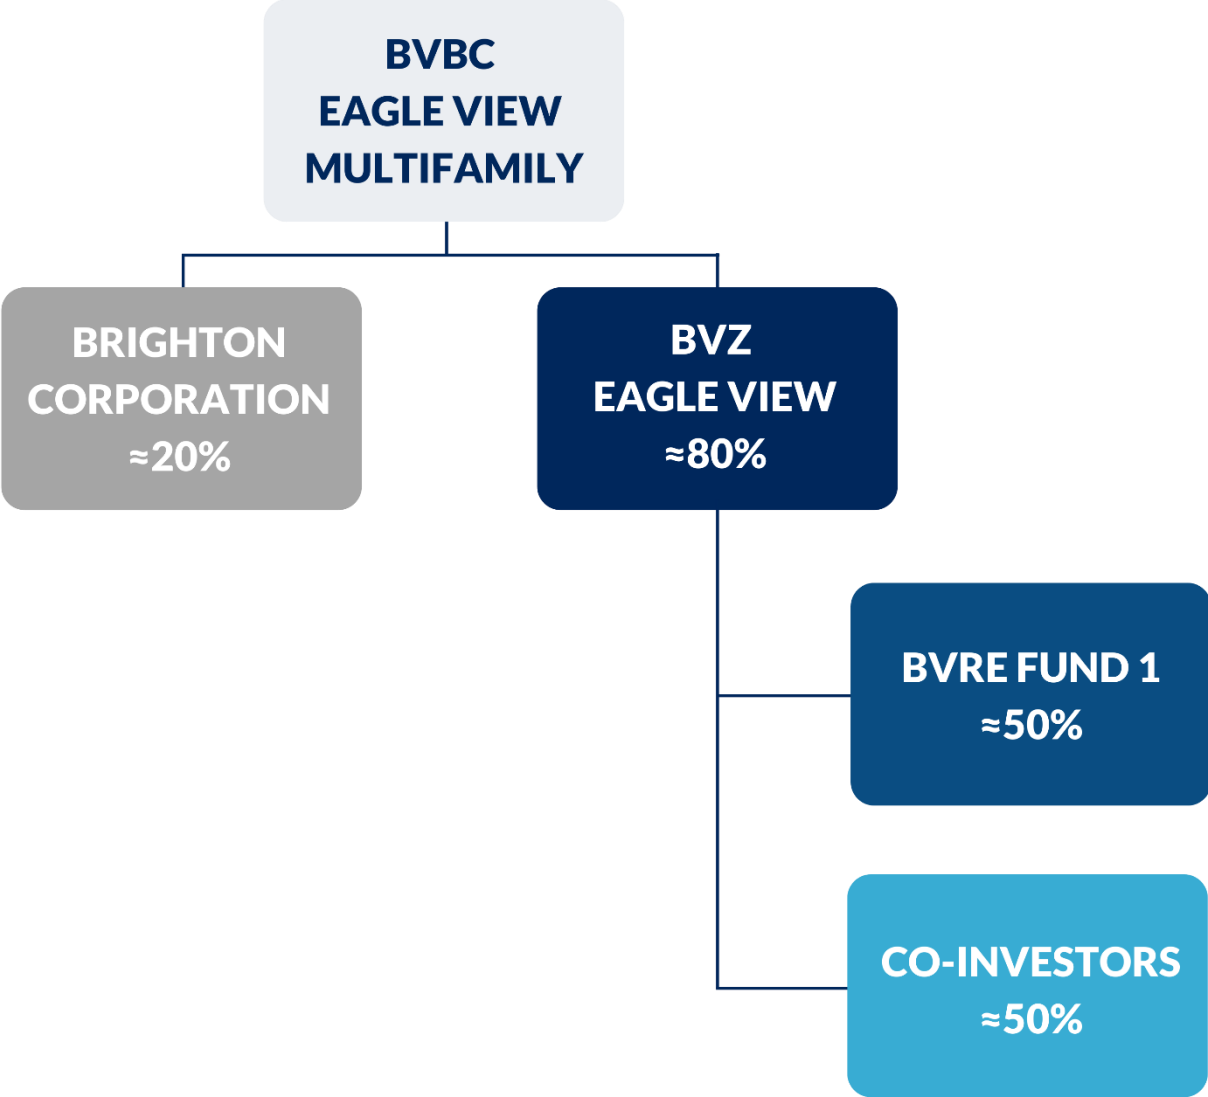 BVBC
EAGLE VIEW
MULTIFAMILY
BRIGHTON
CORPORATION
≈20%
BVZ
EAGLE VIEW
≈80%
BVRE FUND 1
≈50%
CO-INVESTORS
≈50%